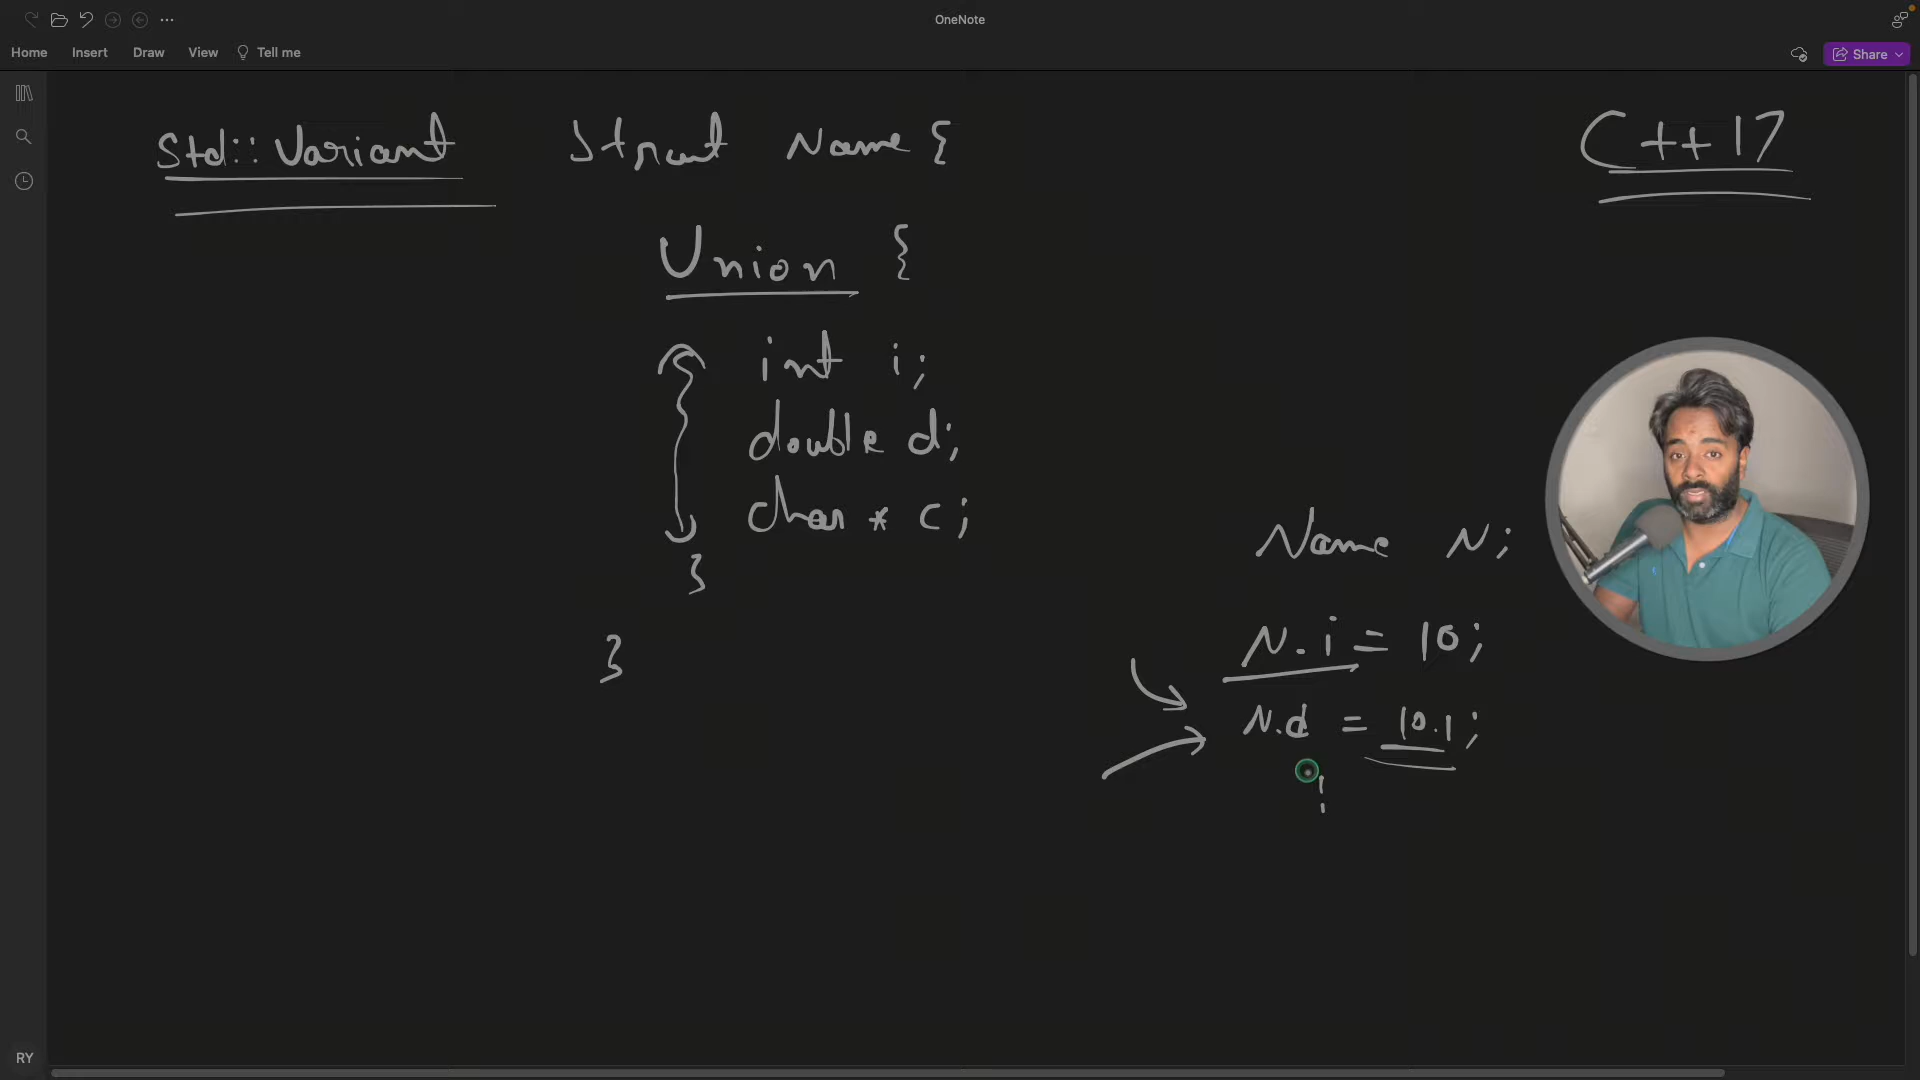 OneNote
Home Insert Draw View Tell me
Share
Std::Variant Struct Name {
C++17
Union {
int i;
double d;
char * c;
}
}
Name N;
N.i = 10;
N.d = 10.1;
RY